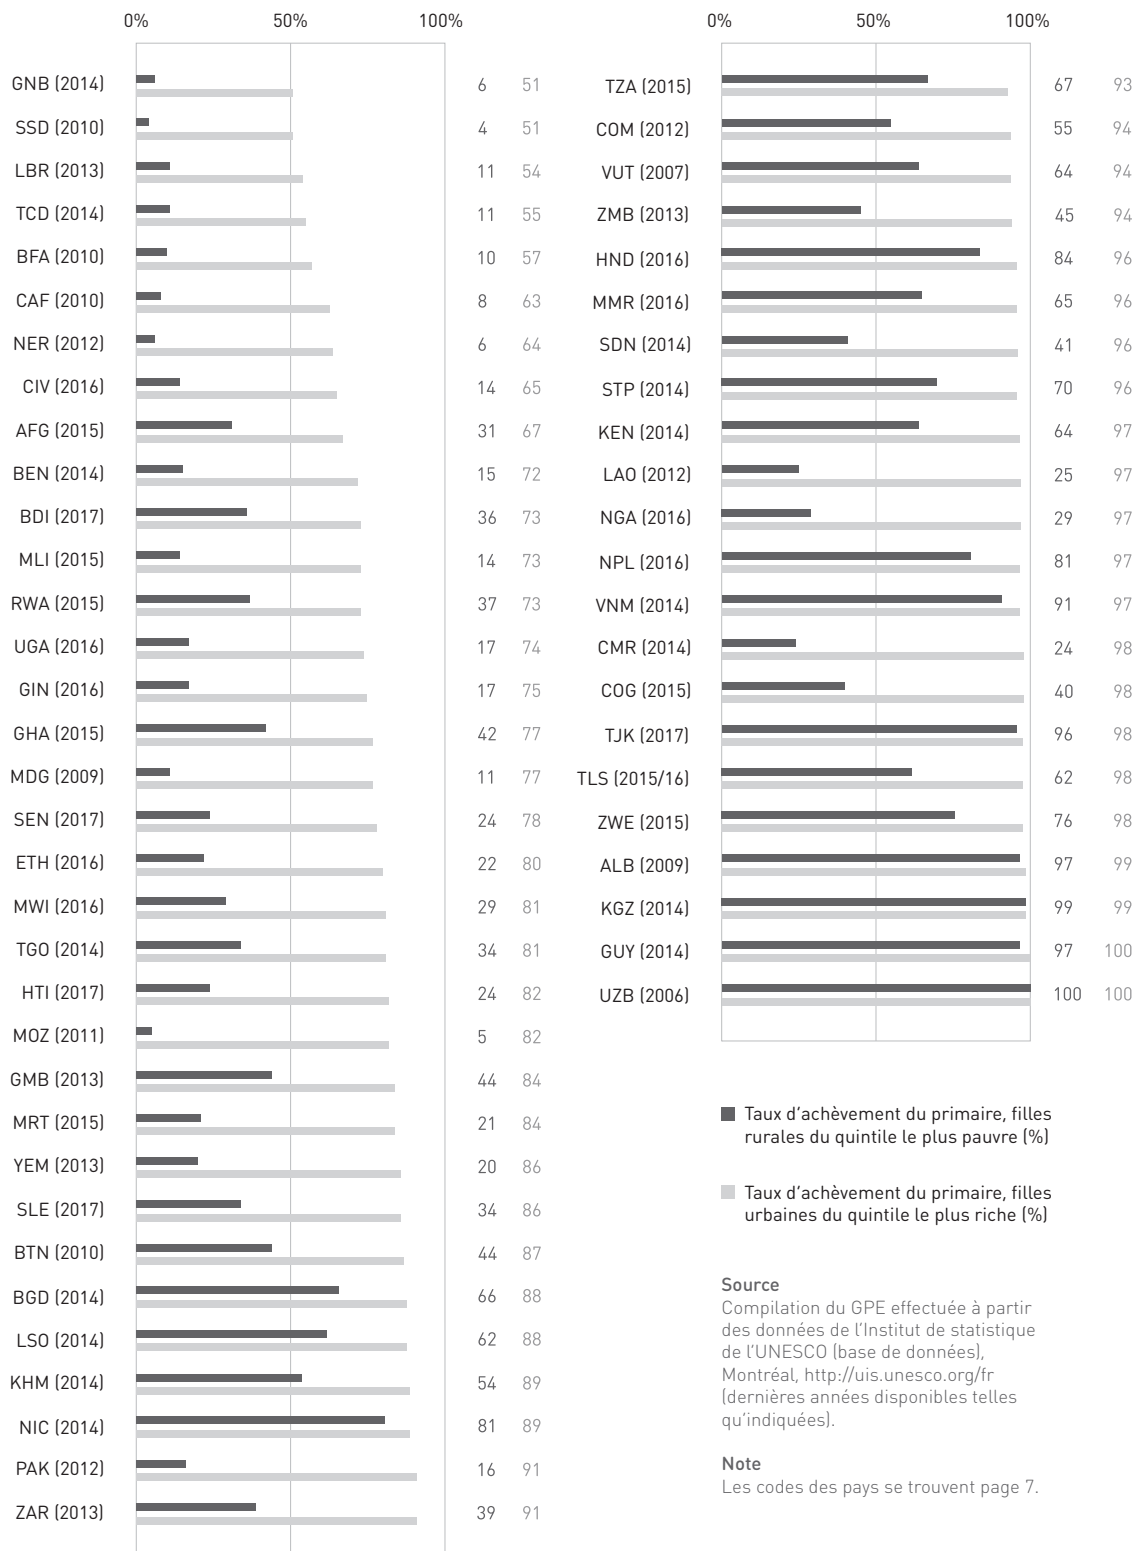 0% 50% 100%
GNB (2014) 6 51
SSD (2010) 4 51
LBR (2013) 11 54
TCD (2014) 11 55
BFA (2010) 10 57
CAF (2010) 8 63
NER (2012) 6 64
CIV (2016) 14 65
AFG (2015) 31 67
BEN (2014) 15 72
BDI (2017) 36 73
MLI (2015) 14 73
RWA (2015) 37 73
UGA (2016) 17 74
GIN (2016) 17 75
GHA (2015) 42 77
MDG (2009) 11 77
SEN (2017) 24 78
ETH (2016) 22 80
MWI (2016) 29 81
TGO (2014) 34 81
HTI (2017) 24 82
MOZ (2011) 5 82
GMB (2013) 44 84
MRT (2015) 21 84
YEM (2013) 20 86
SLE (2017) 34 86
BTN (2010) 44 87
BGD (2014) 66 88
LSO (2014) 62 88
KHM (2014) 54 89
NIC (2014) 81 89
PAK (2012) 16 91
ZAR (2013) 39 91
0% 50% 100%
TZA (2015) 67 93
COM (2012) 55 94
VUT (2007) 64 94
ZMB (2013) 45 94
HND (2016) 84 96
MMR (2016) 65 96
SDN (2014) 41 96
STP (2014) 70 96
KEN (2014) 64 97
LAO (2012) 25 97
NGA (2016) 29 97
NPL (2016) 81 97
VNM (2014) 91 97
CMR (2014) 24 98
COG (2015) 40 98
TJK (2017) 96 98
TLS (2015/16) 62 98
ZWE (2015) 76 98
ALB (2009) 97 99
KGZ (2014) 99 99
GUY (2014) 97 100
UZB (2006) 100 100
Taux d'achèvement du primaire, filles
rurales du quintile le plus pauvre (%)
Taux d'achèvement du primaire, filles
urbaines du quintile le plus riche (%)
Source
Compilation du GPE effectuée à partir
des données de l'Institut de statistique
de l'UNESCO (base de données),
Montréal, http://uis.unesco.org/fr
(dernières années disponibles telles
qu'indiquées).
Note
Les codes des pays se trouvent page 7.